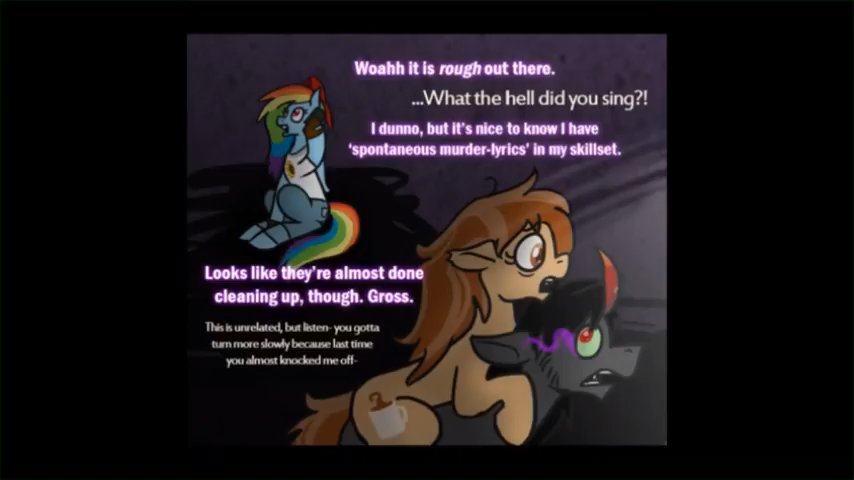 Woahh it is rough out there.
...What the hell did you sing?!
I dunno, but it's nice to know I have
'spontaneous murder-lyrics' in my skillset.
Looks like they're almost done
cleaning up, though. Gross.
This is unrelated, but listen- you gotta
turn more slowly because last time
you almost knocked me off-